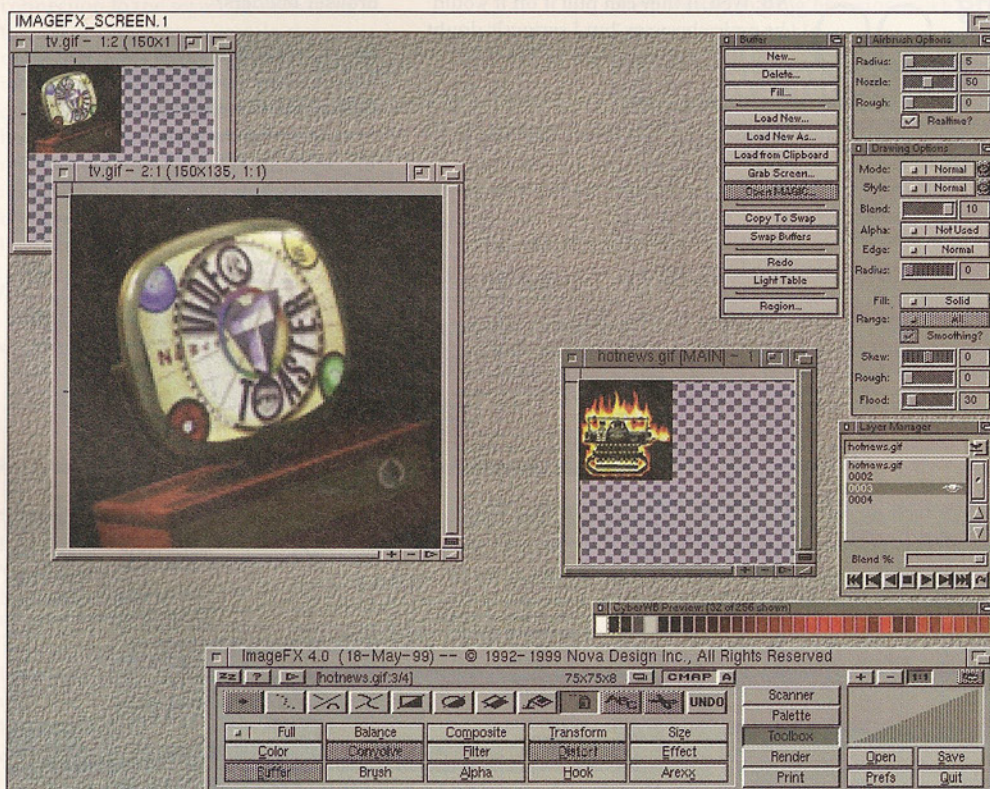 IMAGEFX_SCREEN.1
tv.gif - 1:2 (150X1
tv.gif - 2:1 (150X135, 1:1)
VIDEO
TOASTER
Buffer
New...
Delete...
Fill...
Load New...
Load New As...
Load from Clipboard
Grab Screen...
Open MAGIC...
Copy To Swap
Swap Buffers
Redo
Light Table
Region...
Airbrush Options
Radius: 5
Nozzle: 50
Rough: 0
Realtime?
Drawing Options
Mode: Normal
Style: Normal
Blend: 10
Alpha: Not Used
Edge: Normal
Radius: 0
Fill: Solid
Range: All
Smoothing?
Skew: 0
Rough: 0
Flood: 30
hotnews.gif [MAIN] - 1
Layer Manager
hotnews.gif
hotnews.gif
0002
0003
0004
Blend %:
CyberWB Preview: (32 of 256 shown)
ImageFX 4.0 (18-May-99) -- © 1992-1999 Nova Design Inc., All Rights Reserved
ZZ ? [hotnews.gif:3/4] 75x75x8 CMAP A
+ - 1:1
ABC UNDO
Full Balance Composite Transform Size
Color Convolve Filter Distort Effect
Buffer Brush Alpha Hook Arexx
Scanner
Palette
Toolbox
Render
Print
Open Save
Prefs Quit